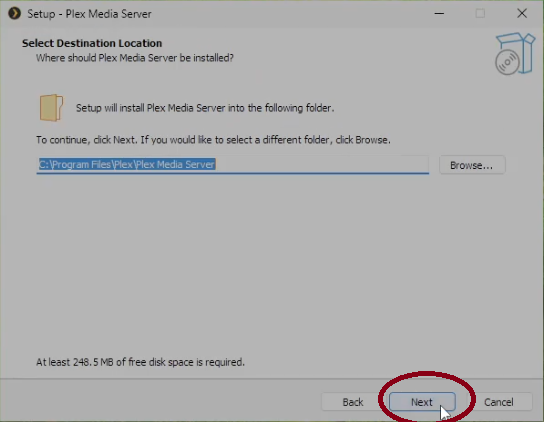 Setup - Plex Media Server
Select Destination Location
Where should Plex Media Server be installed?
Setup will install Plex Media Server into the following folder.
To continue, click Next. If you would like to select a different folder, click Browse.
C:\Program Files\Plex\Plex Media Server
Browse...
At least 248.5 MB of free disk space is required.
Back
Next
Cancel